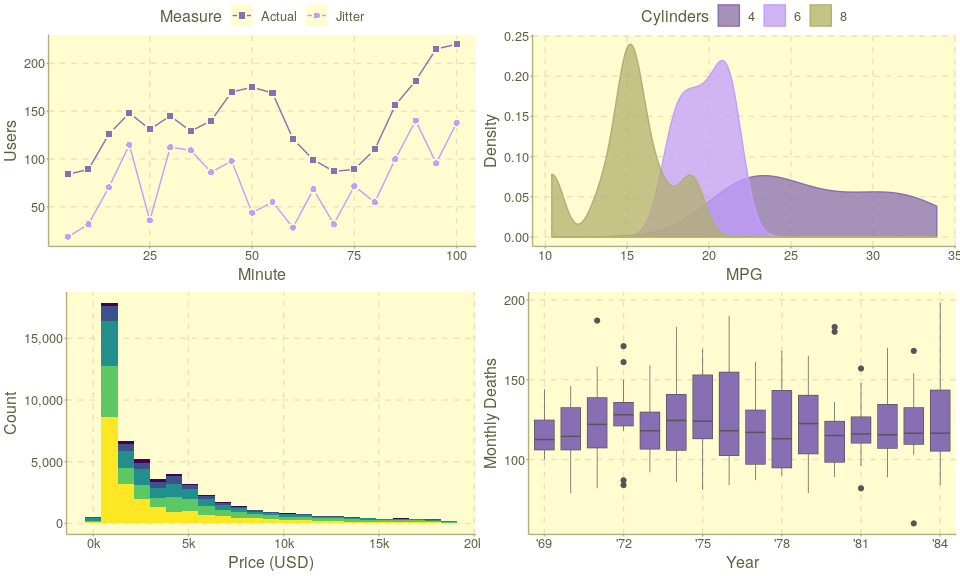 Measure Actual Jitter
200
150
100
50
Users
25 50 75 100
Minute
Cylinders 4 6 8
0.25
0.20
0.15
0.10
0.05
0.00
Density
10 15 20 25 30 35
MPG
15,000
10,000
5,000
0
Count
0k 5k 10k 15k 20l
Price (USD)
200
150
100
Monthly Deaths
'69 '72 '75 '78 '81 '84
Year